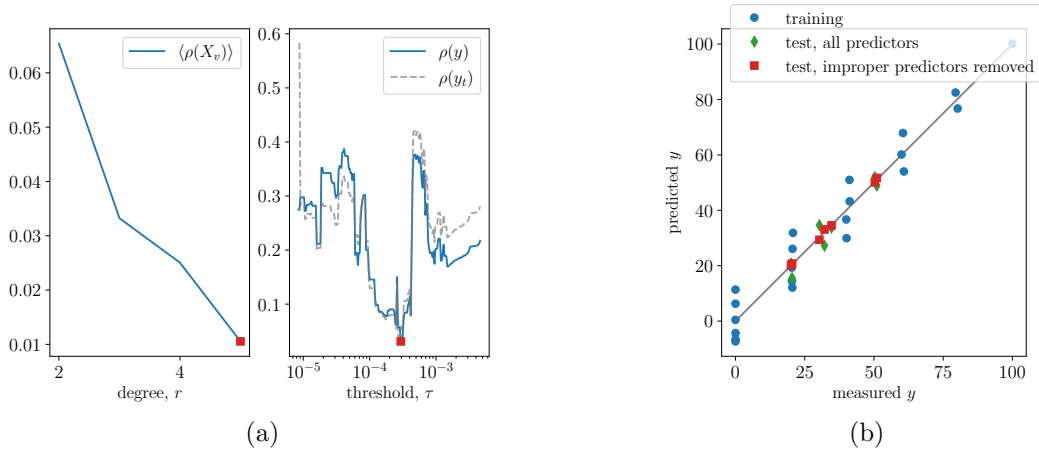 0.06
0.05
0.04
0.03
0.02
0.01
2
4
degree, r
⟨ρ(X_v)⟩
0.6
0.5
0.4
0.3
0.2
0.1
10^−5
10^−4
10^−3
threshold, τ
ρ(y)
ρ(y_t)
(a)
training
test, all predictors
test, improper predictors removed
100
80
60
40
20
0
predicted y
0
25
50
75
100
measured y
(b)